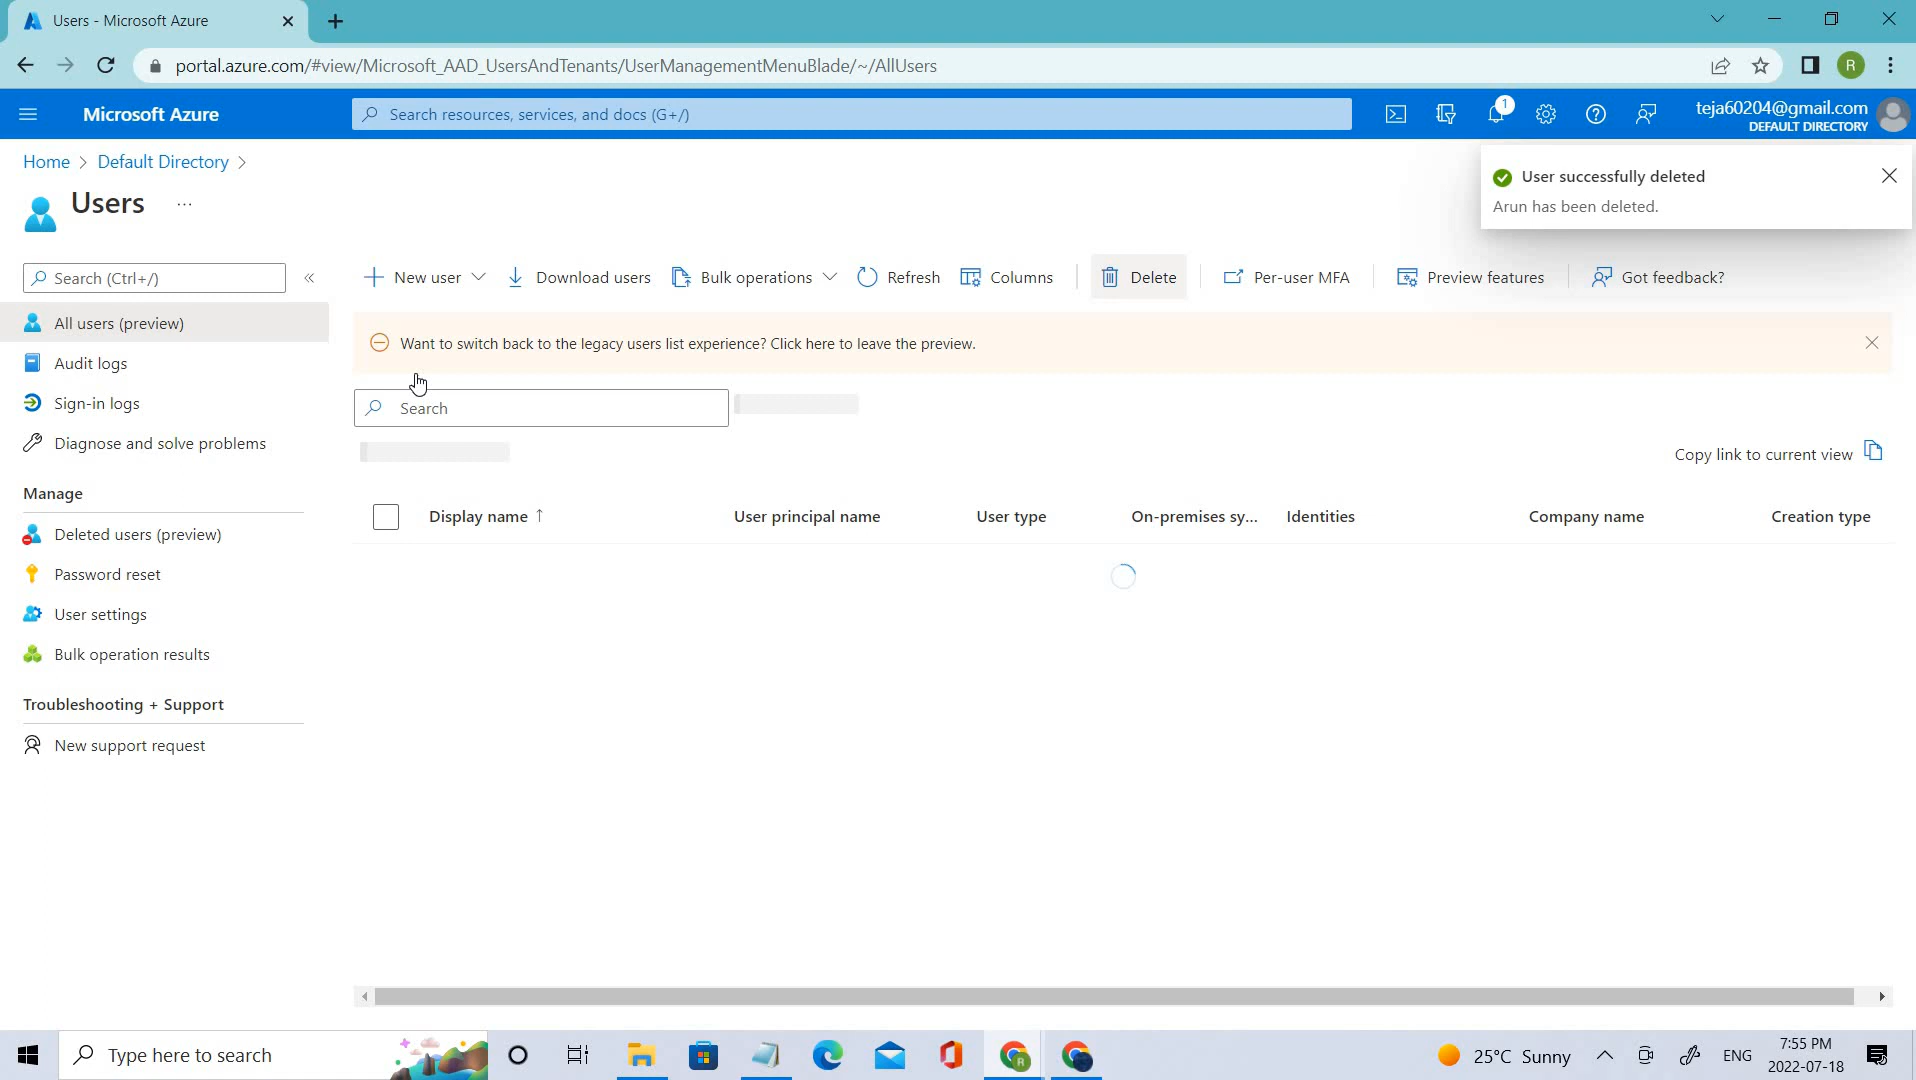 Users - Microsoft Azure
portal.azure.com/#view/Microsoft_AAD_UsersAndTenants/UserManagementMenuBlade/~/AllUsers
R
Microsoft Azure
Search resources, services, and docs (G+/)
1
teja60204@gmail.com
DEFAULT DIRECTORY
Home > Default Directory >
Users ...
User successfully deleted
Arun has been deleted.
Search (Ctrl+/)
«
New user
Download users
Bulk operations
Refresh
Columns
Delete
Per-user MFA
Preview features
Got feedback?
All users (preview)
Audit logs
Sign-in logs
Diagnose and solve problems
Manage
Deleted users (preview)
Password reset
User settings
Bulk operation results
Troubleshooting + Support
New support request
Want to switch back to the legacy users list experience? Click here to leave the preview.
Search
Copy link to current view
Display name ↑
User principal name
User type
On-premises sy...
Identities
Company name
Creation type
Type here to search
R
25°C Sunny
ENG
7:55 PM
2022-07-18